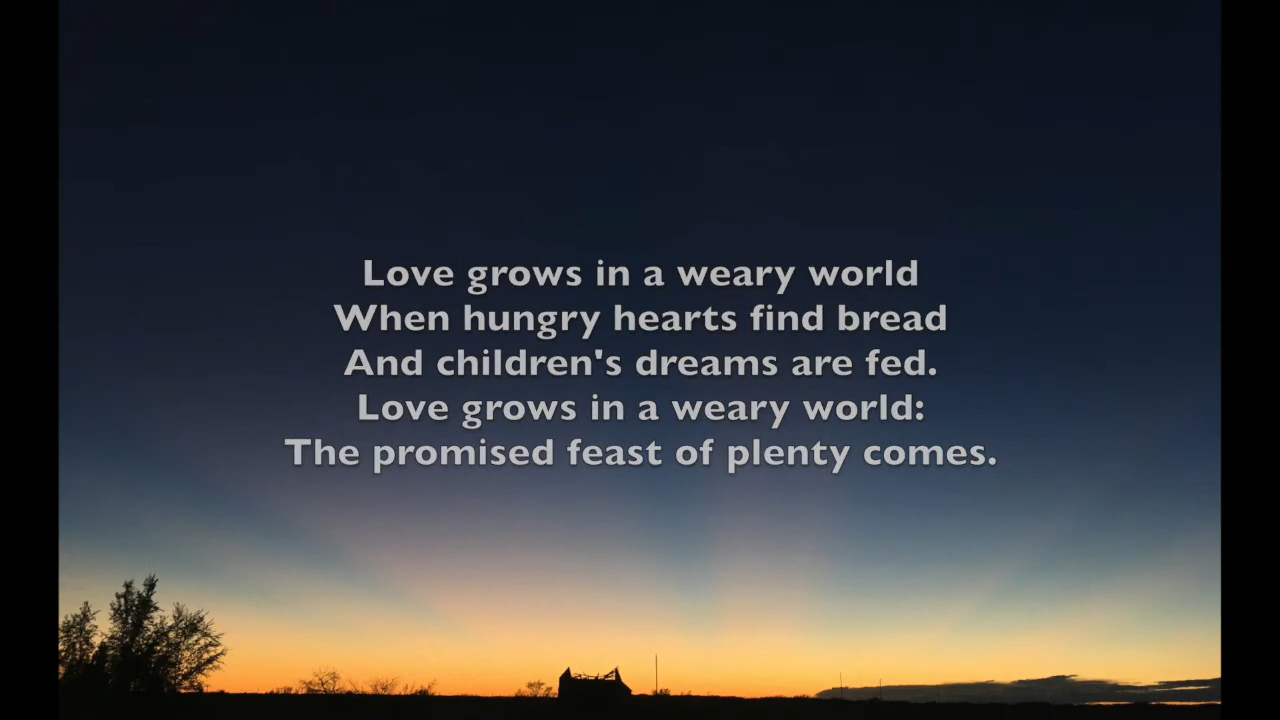 Love grows in a weary world
When hungry hearts find bread
And children's dreams are fed.
Love grows in a weary world:
The promised feast of plenty comes.